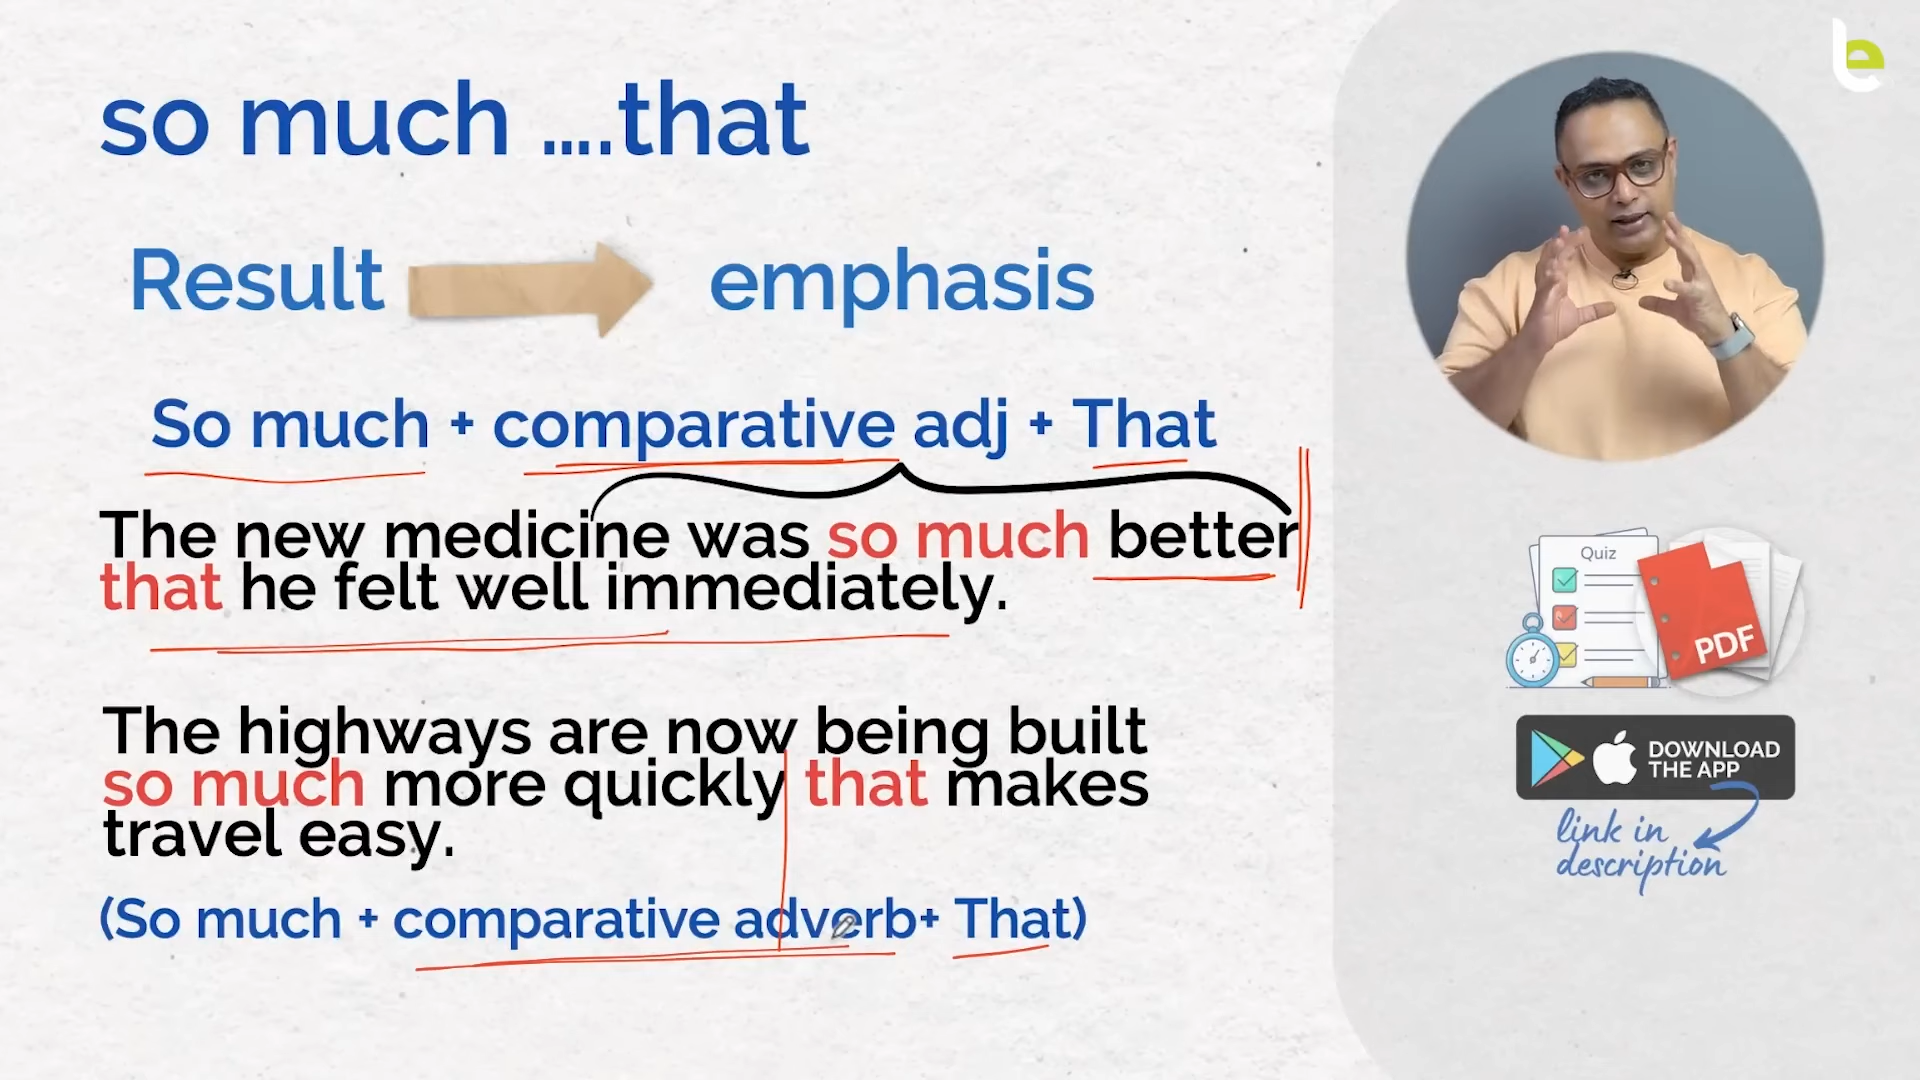 so much ....that
Result emphasis
So much + comparative adj + That
The new medicine was so much better
that he felt well immediately.
The highways are now being built
so much more quickly that makes
travel easy.
(So much + comparative adverb+ That)
le
Quiz
PDF
DOWNLOAD
THE APP
link in
description